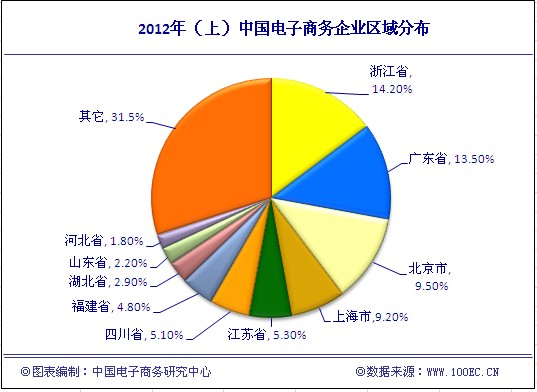 2012年（上）中国电子商务企业区域分布
浙江省,
14.20%
广东省, 13.50%
北京市,
9.50%
上海市,9.20%
江苏省, 5.30%
四川省, 5.10%
福建省, 4.80%
湖北省, 2.90%
山东省, 2.20%
河北省, 1.80%
其它, 31.5%
◎图表编制：中国电子商务研究中心
◎数据来源：WWW.100EC.CN